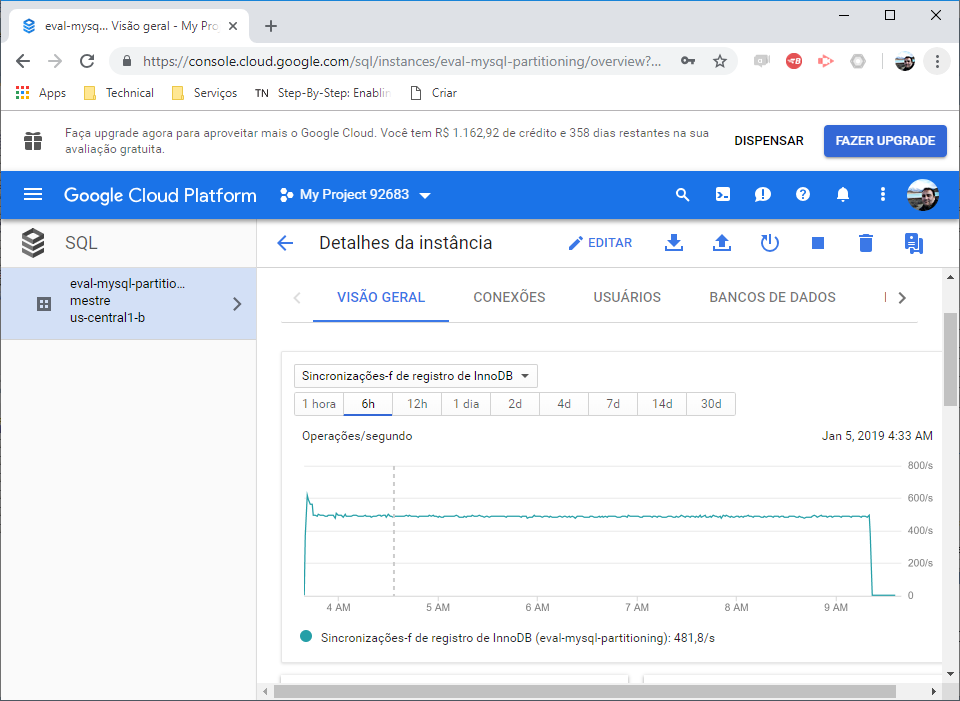 eval-mysq... Visão geral - My Pro
https://console.cloud.google.com/sql/instances/eval-mysql-partitioning/overview?...
Apps Technical Serviços TN Step-By-Step: Enablin Criar
Faça upgrade agora para aproveitar mais o Google Cloud. Você tem R$ 1.162,92 de crédito e 358 dias restantes na sua
avaliação gratuita.
DISPENSAR
FAZER UPGRADE
Google Cloud Platform
My Project 92683
SQL
Detalhes da instância
EDITAR
eval-mysql-partitio...
mestre
us-central1-b
VISÃO GERAL CONEXÕES USUÁRIOS BANCOS DE DADOS
Sincronizações-f de registro de InnoDB
1 hora 6h 12h 1 dia 2d 4d 7d 14d 30d
Operações/segundo Jan 5, 2019 4:33 AM
800/s
600/s
400/s
200/s
0
4 AM 5 AM 6 AM 7 AM 8 AM 9 AM
Sincronizações-f de registro de InnoDB (eval-mysql-partitioning): 481,8/s